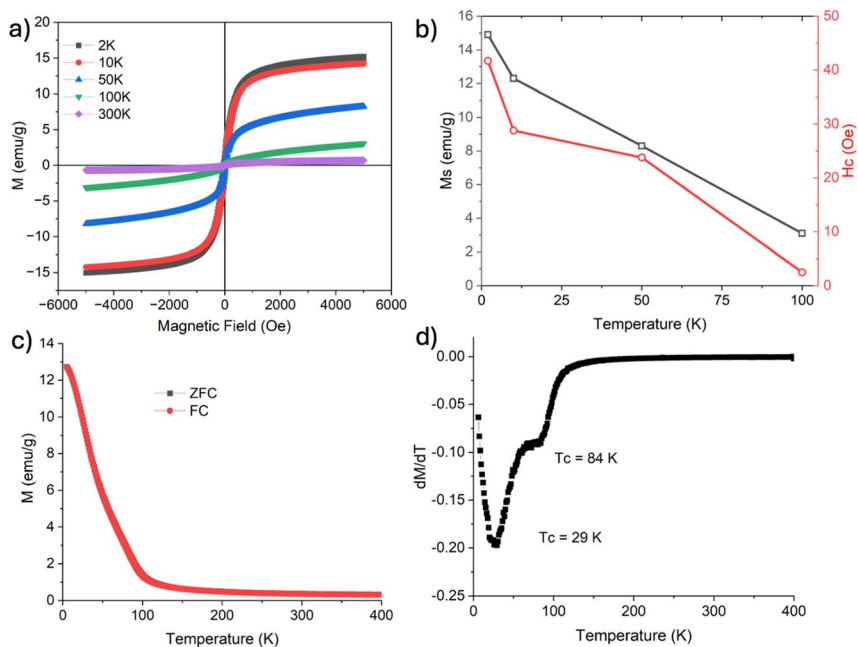 a)
M (emu/g)
20
15
10
5
0
−5
−10
−15
2K
10K
50K
100K
300K
−6000 −4000 −2000 0 2000 4000 6000
Magnetic Field (Oe)
b)
Ms (emu/g)
16
14
12
10
8
6
4
2
0
0 25 50 75 100
Temperature (K)
50
40
30
20
10
0
Hc (Oe)
c)
M (emu/g)
14
12
10
8
6
4
2
0
ZFC
FC
0 100 200 300 400
Temperature (K)
d)
dM/dT
0.00
-0.05
-0.10
-0.15
-0.20
-0.25
Tc = 84 K
Tc = 29 K
0 100 200 300 400
Temperature (K)